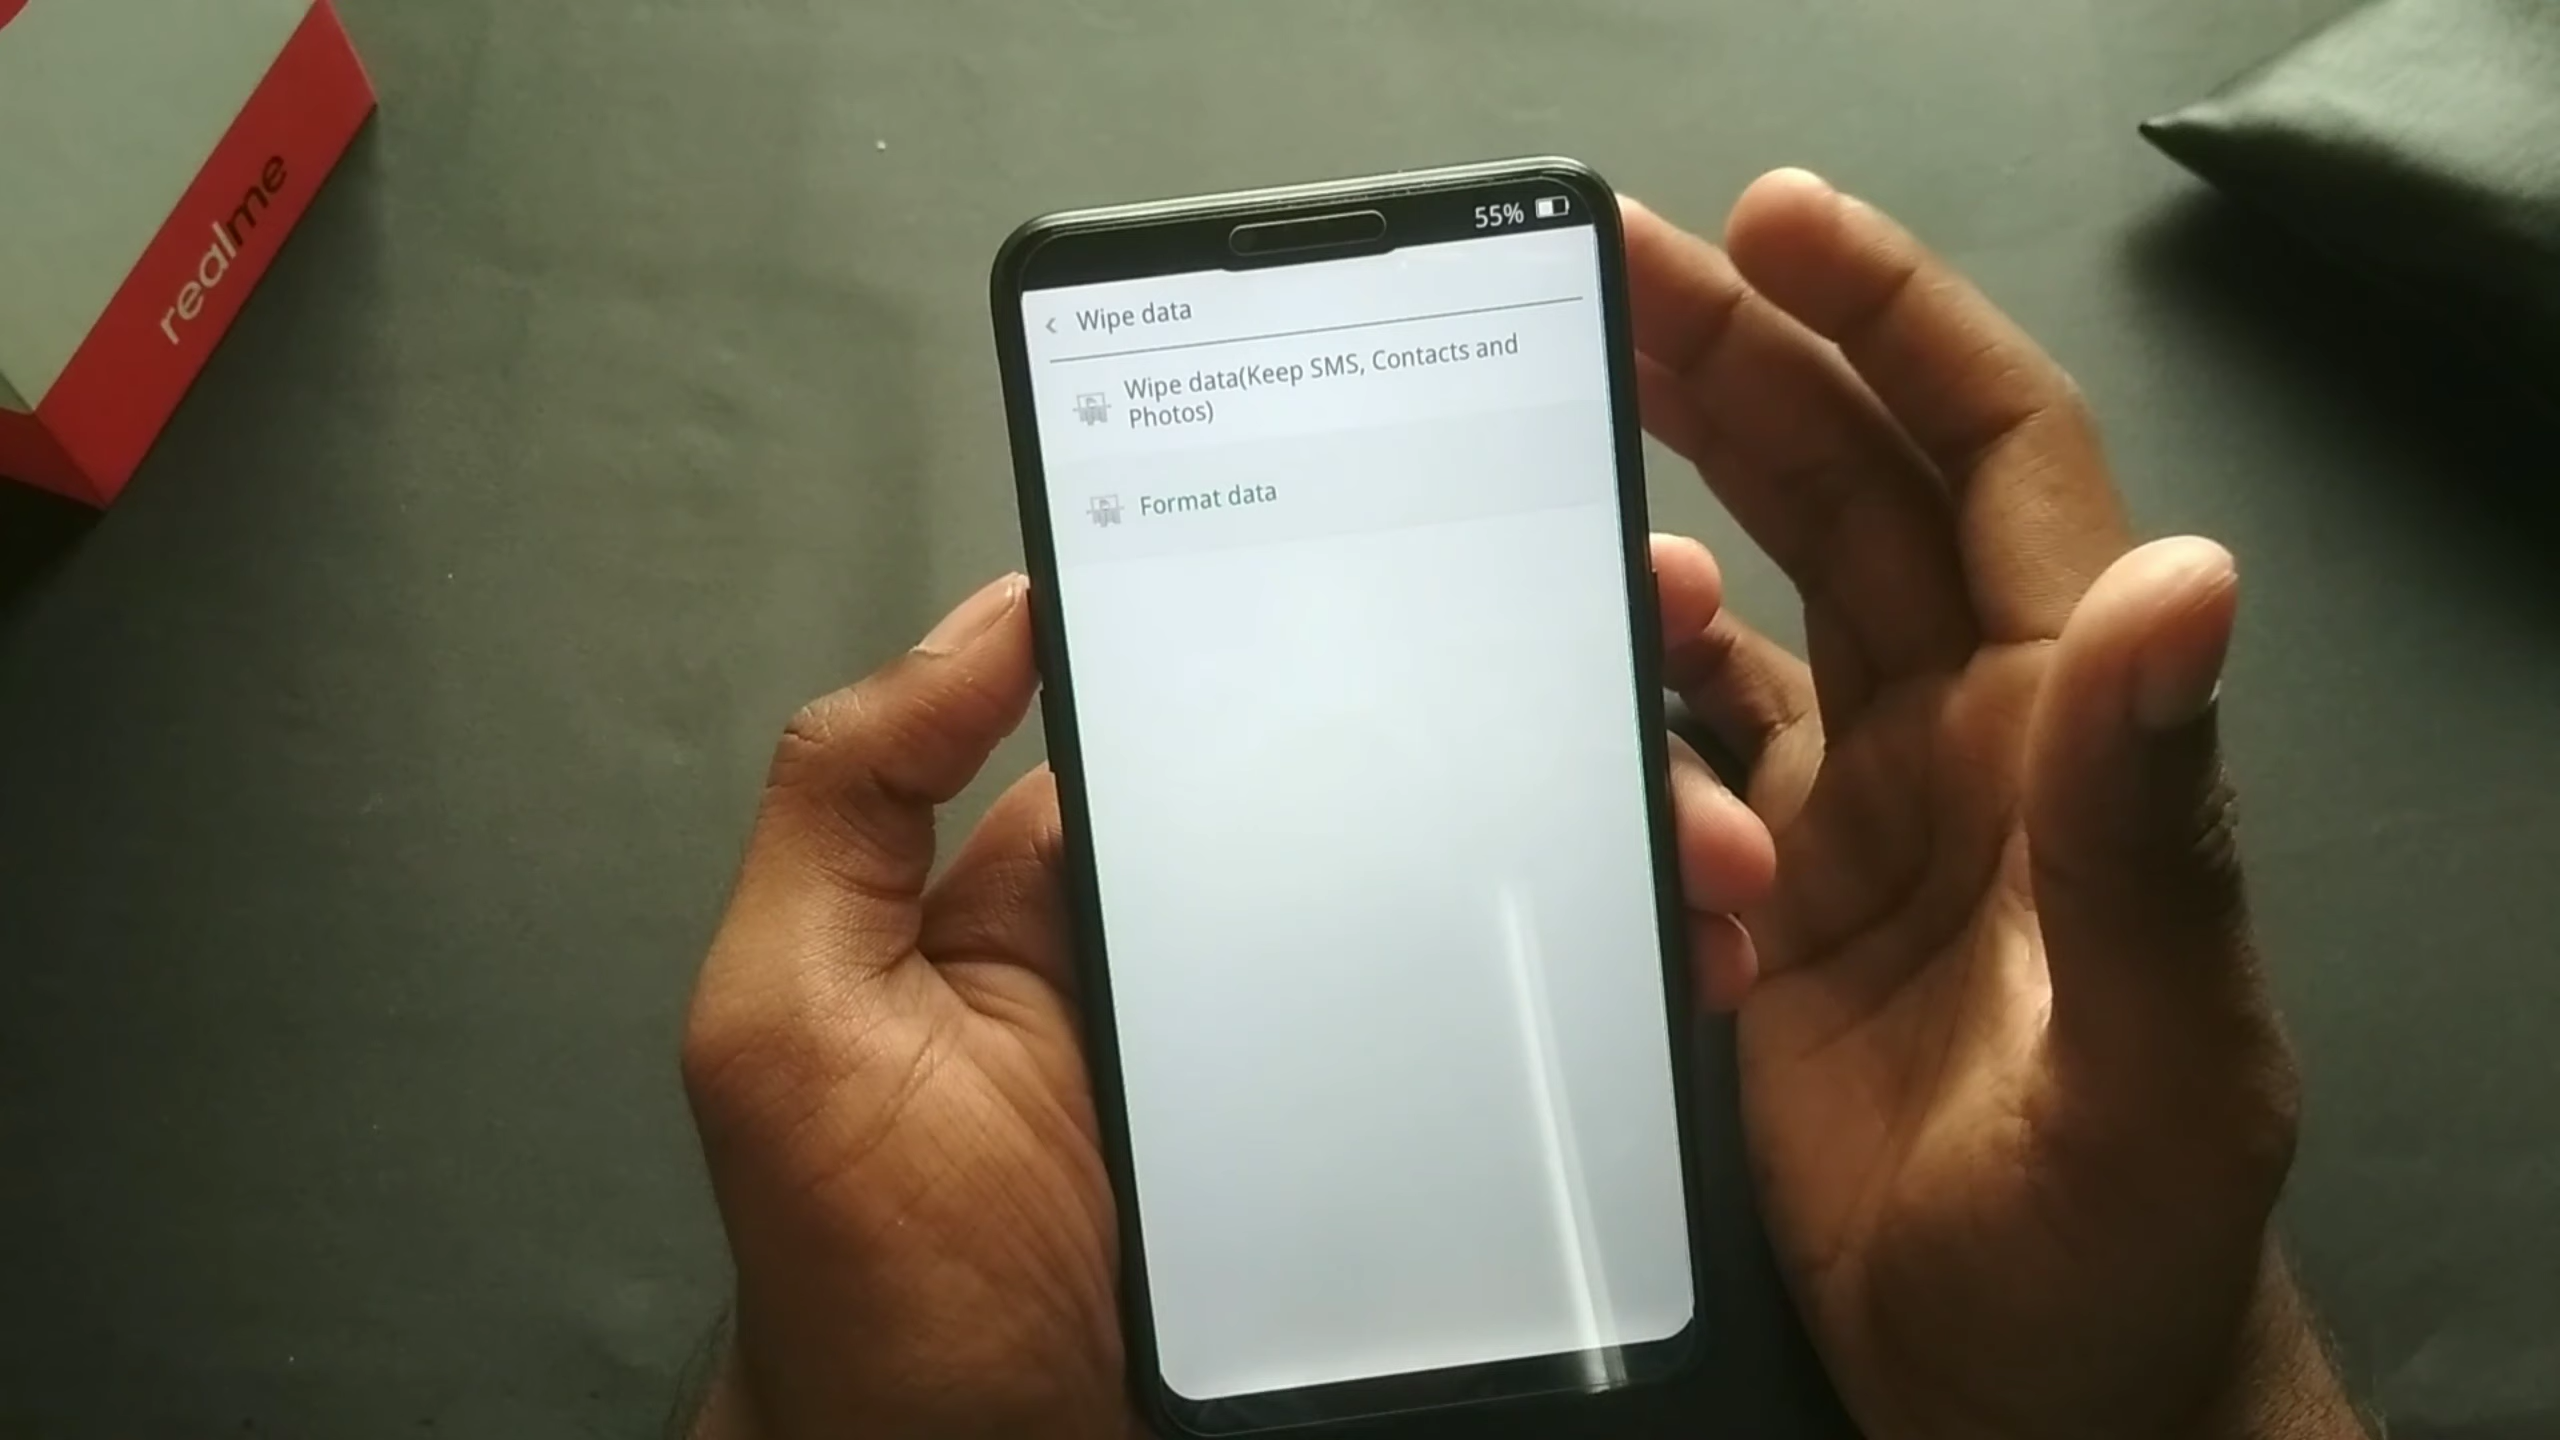 realme
55%
Wipe data
Wipe data(Keep SMS, Contacts and
Photos)
Format data